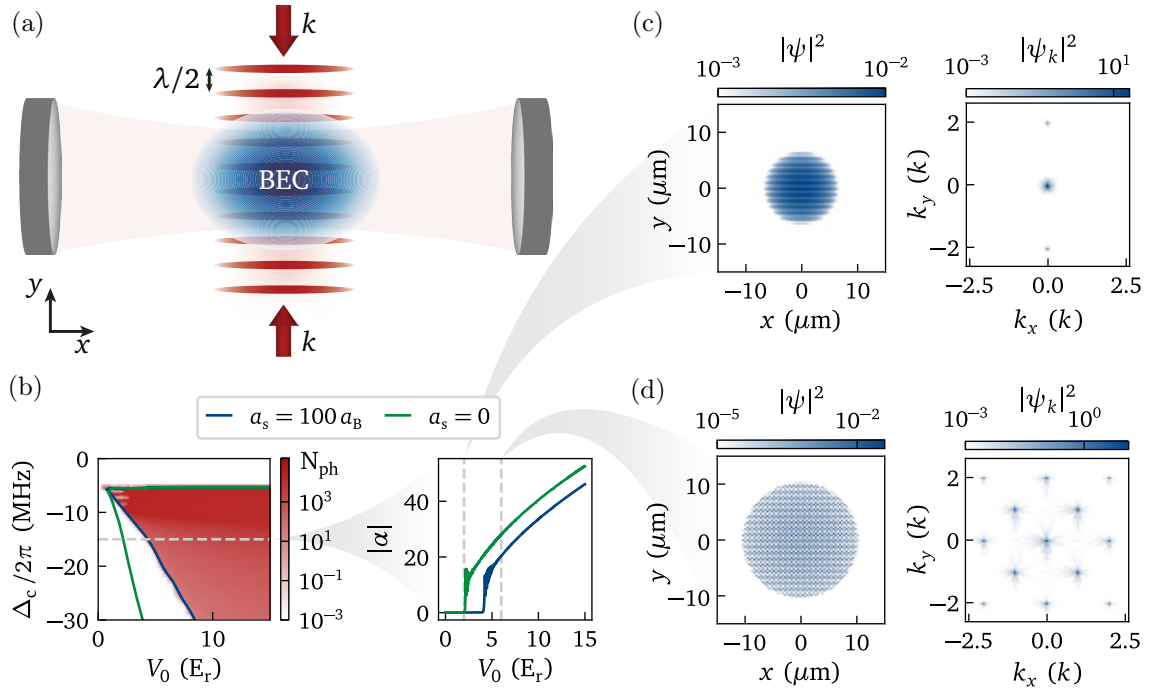 (a)
k
λ/2
BEC
y
x
k
(b)
a_s = 100 a_B
a_s = 0
Δ_c/2π (MHz)
0
−10
−20
−30
0
10
V_0 (E_r)
N_ph
10^3
10^1
10^−1
10^−3
|α|
40
20
0
0
5
10
15
V_0 (E_r)
(c)
|ψ|^2
10^−3
10^−2
y (μm)
10
0
−10
−10
0
10
x (μm)
|ψ_k|^2
10^−3
10^1
k_y (k)
2
0
−2
−2.5
0.0
2.5
k_x (k)
(d)
|ψ|^2
10^−5
10^−2
y (μm)
10
0
−10
−10
0
10
x (μm)
|ψ_k|^2
10^−3
10^0
k_y (k)
2
0
−2
−2.5
0.0
2.5
k_x (k)